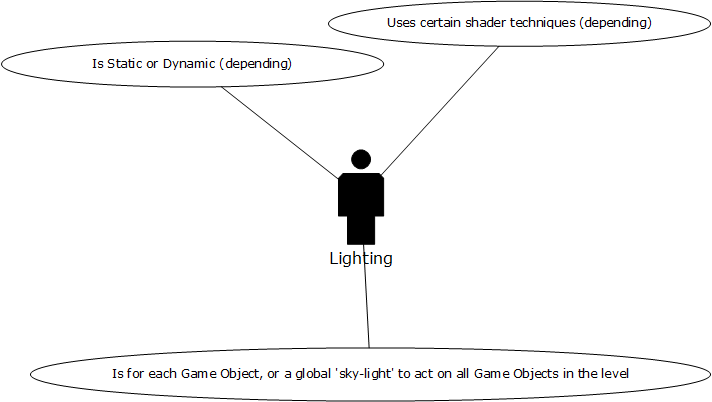 Uses certain shader techniques (depending)
Is Static or Dynamic (depending)
Lighting
Is for each Game Object, or a global 'sky-light' to act on all Game Objects in the level